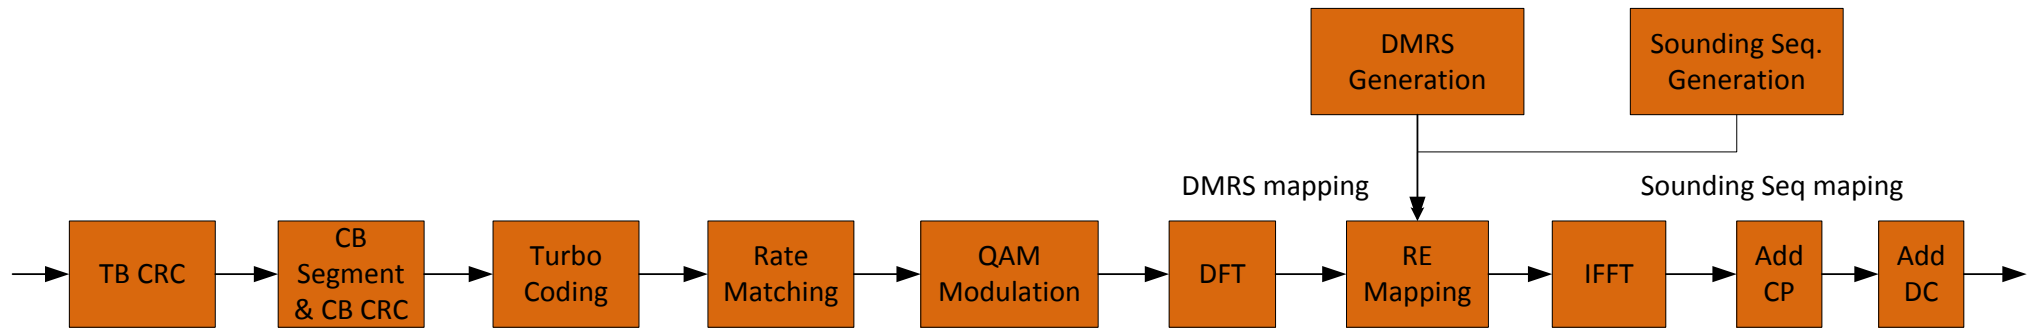 DMRS
Generation
Sounding Seq.
Generation
DMRS mapping
Sounding Seq maping
TB CRC
CB
Segment
& CB CRC
Turbo
Coding
Rate
Matching
QAM
Modulation
DFT
RE
Mapping
IFFT
Add
CP
Add
DC